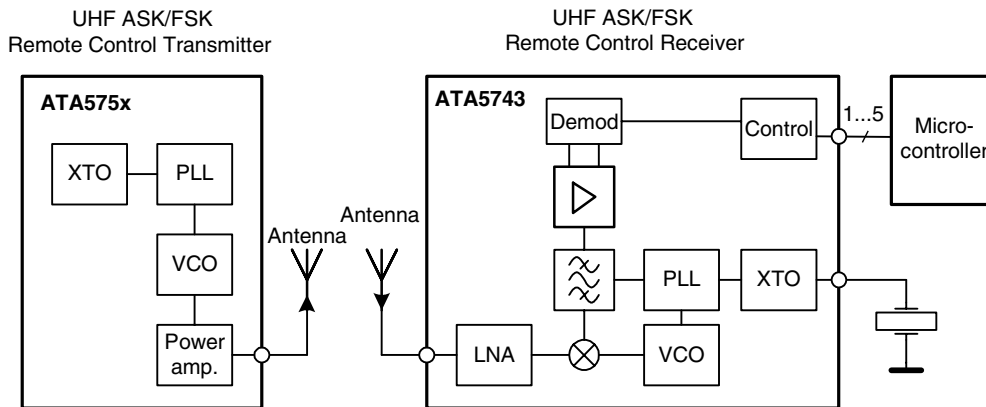 UHF ASK/FSK
Remote Control Transmitter
UHF ASK/FSK
Remote Control Receiver
ATA575x
XTO
PLL
VCO
Power
amp.
Antenna
Antenna
ATA5743
Demod
Control
1...5
Micro-
controller
PLL
XTO
LNA
VCO